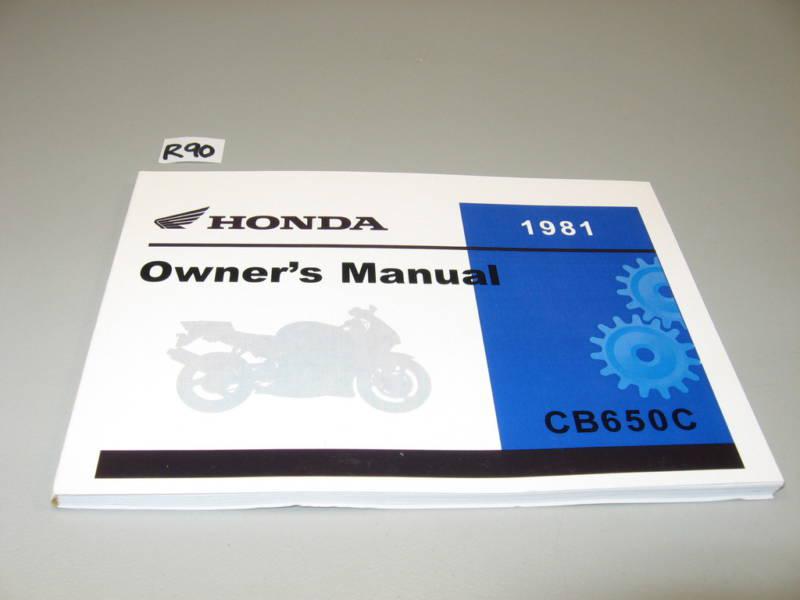 R90
HONDA
1981
Owner's Manual
CB650C